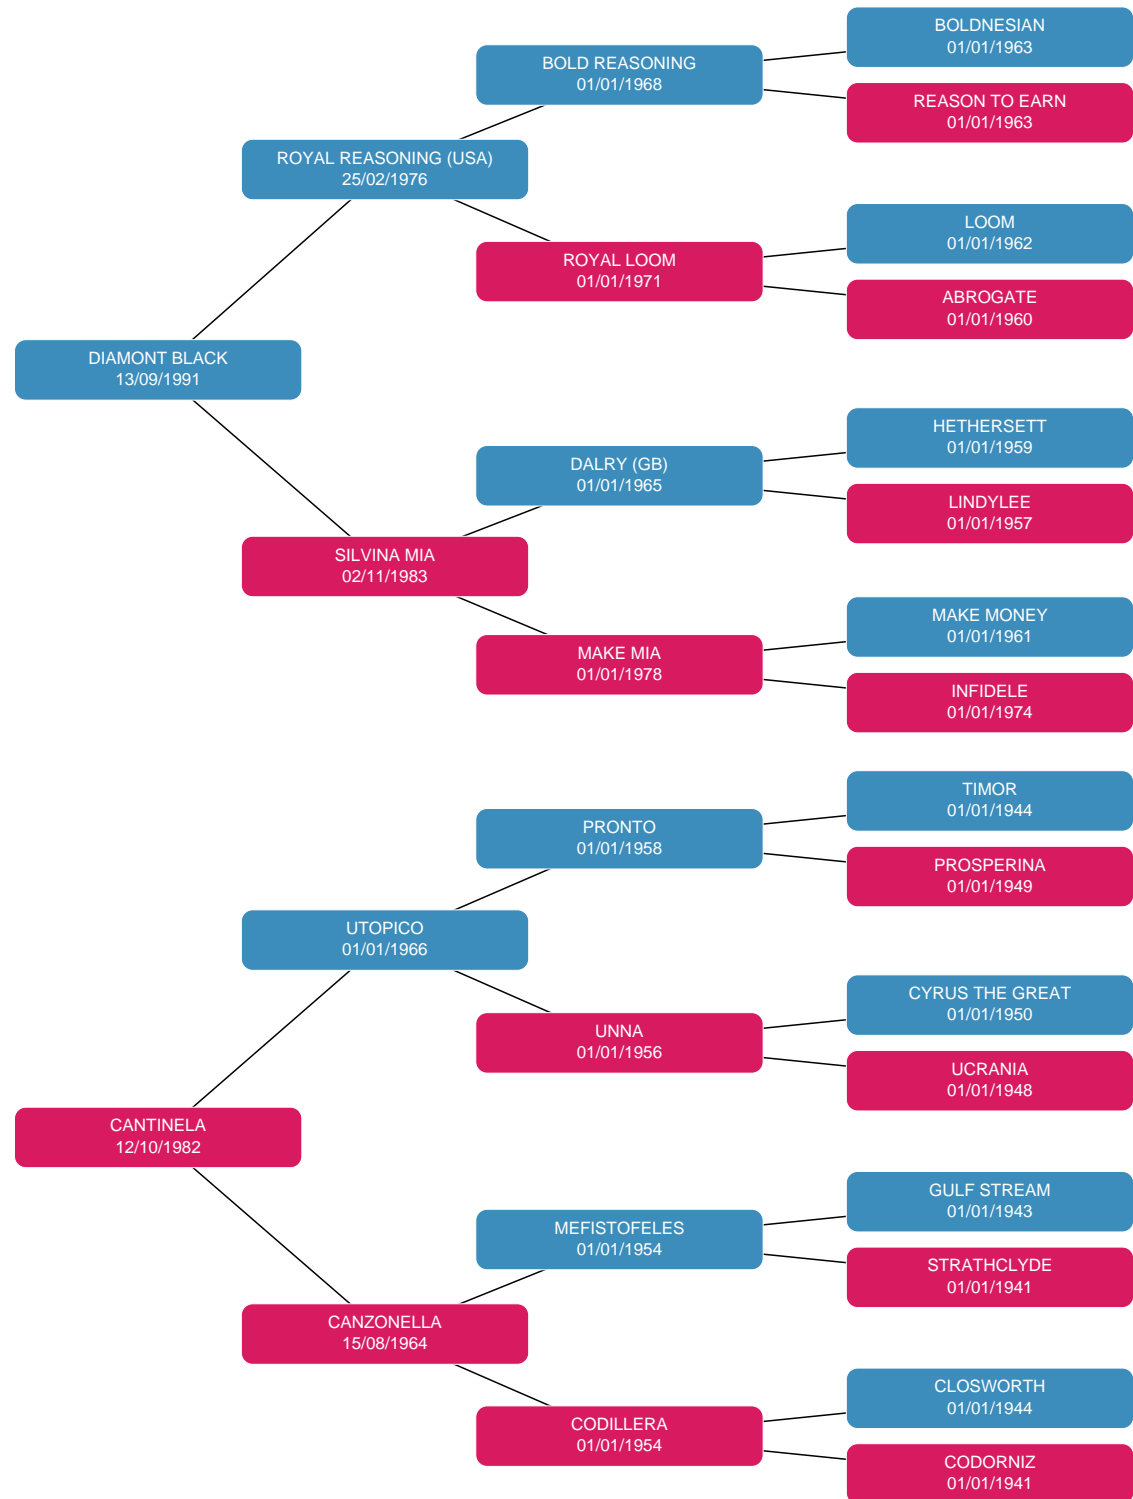 BOLDNESIAN
01/01/1963
BOLD REASONING
01/01/1968
REASON TO EARN
01/01/1963
ROYAL REASONING (USA)
25/02/1976
LOOM
01/01/1962
ROYAL LOOM
01/01/1971
ABROGATE
01/01/1960
DIAMONT BLACK
13/09/1991
HETHERSETT
01/01/1959
DALRY (GB)
01/01/1965
LINDYLEE
01/01/1957
SILVINA MIA
02/11/1983
MAKE MONEY
01/01/1961
MAKE MIA
01/01/1978
INFIDELE
01/01/1974
TIMOR
01/01/1944
PRONTO
01/01/1958
PROSPERINA
01/01/1949
UTOPICO
01/01/1966
CYRUS THE GREAT
01/01/1950
UNNA
01/01/1956
UCRANIA
01/01/1948
CANTINELA
12/10/1982
GULF STREAM
01/01/1943
MEFISTOFELES
01/01/1954
STRATHCLYDE
01/01/1941
CANZONELLA
15/08/1964
CLOSWORTH
01/01/1944
CODILLERA
01/01/1954
CODORNIZ
01/01/1941